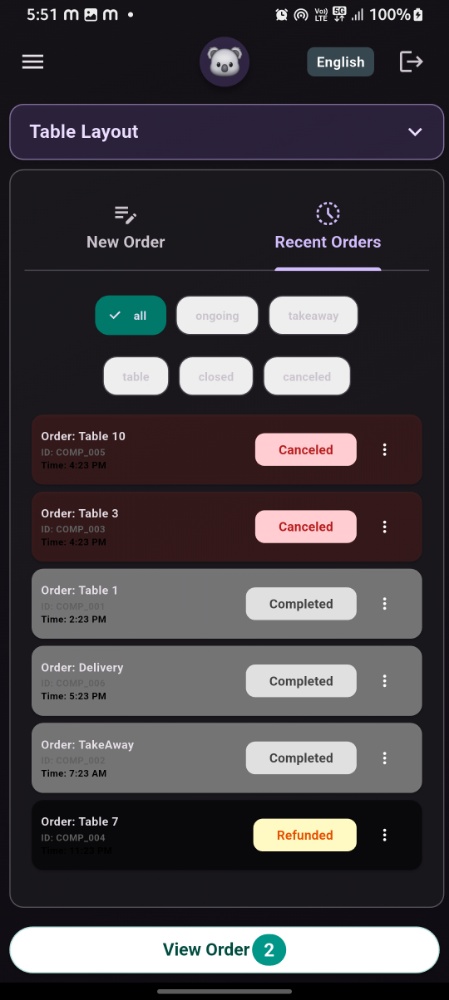 5:51
Vo)) LTE
5G
100%
English
Table Layout
New Order
Recent Orders
all
ongoing
takeaway
table
closed
canceled
Order: Table 10
ID: COMP_005
Time: 4:23 PM
Canceled
Order: Table 3
ID: COMP_003
Time: 4:23 PM
Canceled
Order: Table 1
ID: COMP_001
Time: 2:23 PM
Completed
Order: Delivery
ID: COMP_006
Time: 5:23 PM
Completed
Order: TakeAway
ID: COMP_002
Time: 7:23 AM
Completed
Order: Table 7
ID: COMP_004
Refunded
View Order 2